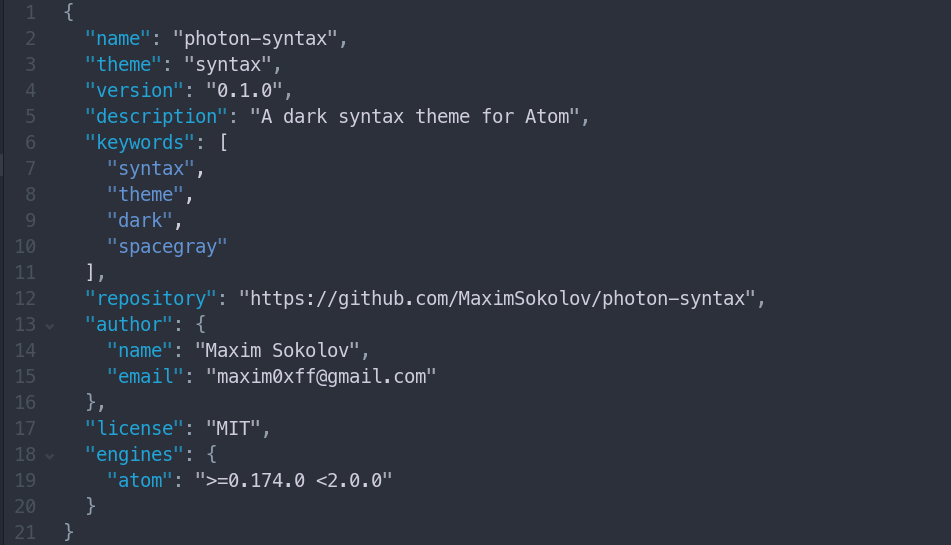 1 {
2   "name": "photon-syntax",
3   "theme": "syntax",
4   "version": "0.1.0",
5   "description": "A dark syntax theme for Atom",
6   "keywords": [
7     "syntax",
8     "theme",
9     "dark",
10     "spacegray"
11   ],
12   "repository": "https://github.com/MaximSokolov/photon-syntax",
13   "author": {
14     "name": "Maxim Sokolov",
15     "email": "maxim0xff@gmail.com"
16   },
17   "license": "MIT",
18   "engines": {
19     "atom": ">=0.174.0 <2.0.0"
20   }
21 }